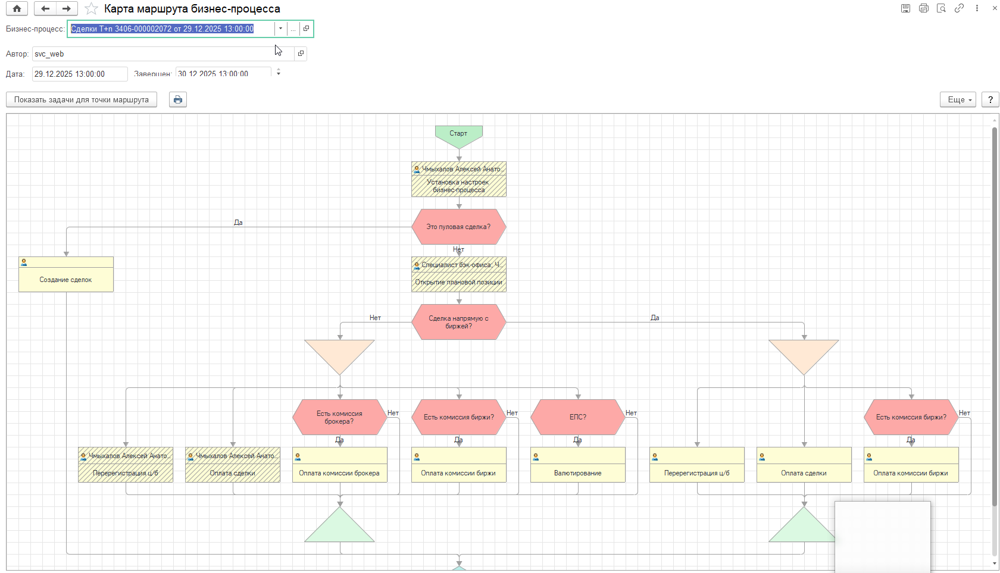 Карта маршрута бизнес-процесса
Бизнес-процесс: Сделки Т+n 3406-000002072 от 29.12.2025 13:00:00 ...
Автор: svc_web
Дата: 29.12.2025 13:00:00 Завершен: 30.12.2025 13:00:00
Показать задачи для точки маршрута Еще ?
Старт
Чмыхалов Алексей Анато...
Установка настроек
бизнес-процесса
Да
Это пуловая сделка?
Нет
Специалист бэк-офиса; Ч...
Создание сделок
Открытие плановой позиции
Нет
Сделка напрямую с
биржей?
Да
Есть комиссия
брокера?
Нет
Есть комиссия биржи?
Нет
ЕПС?
Нет
Есть комиссия биржи?
Нет
Да
Да
Да
Да
Чмыхалов Алексей Анато...
Чмыхалов Алексей Анато...
Перерегистрация ц/б
Оплата сделки
Оплата комиссии брокера
Оплата комиссии биржи
Валютирование
Перерегистрация ц/б
Оплата сделки
Оплата комиссии биржи